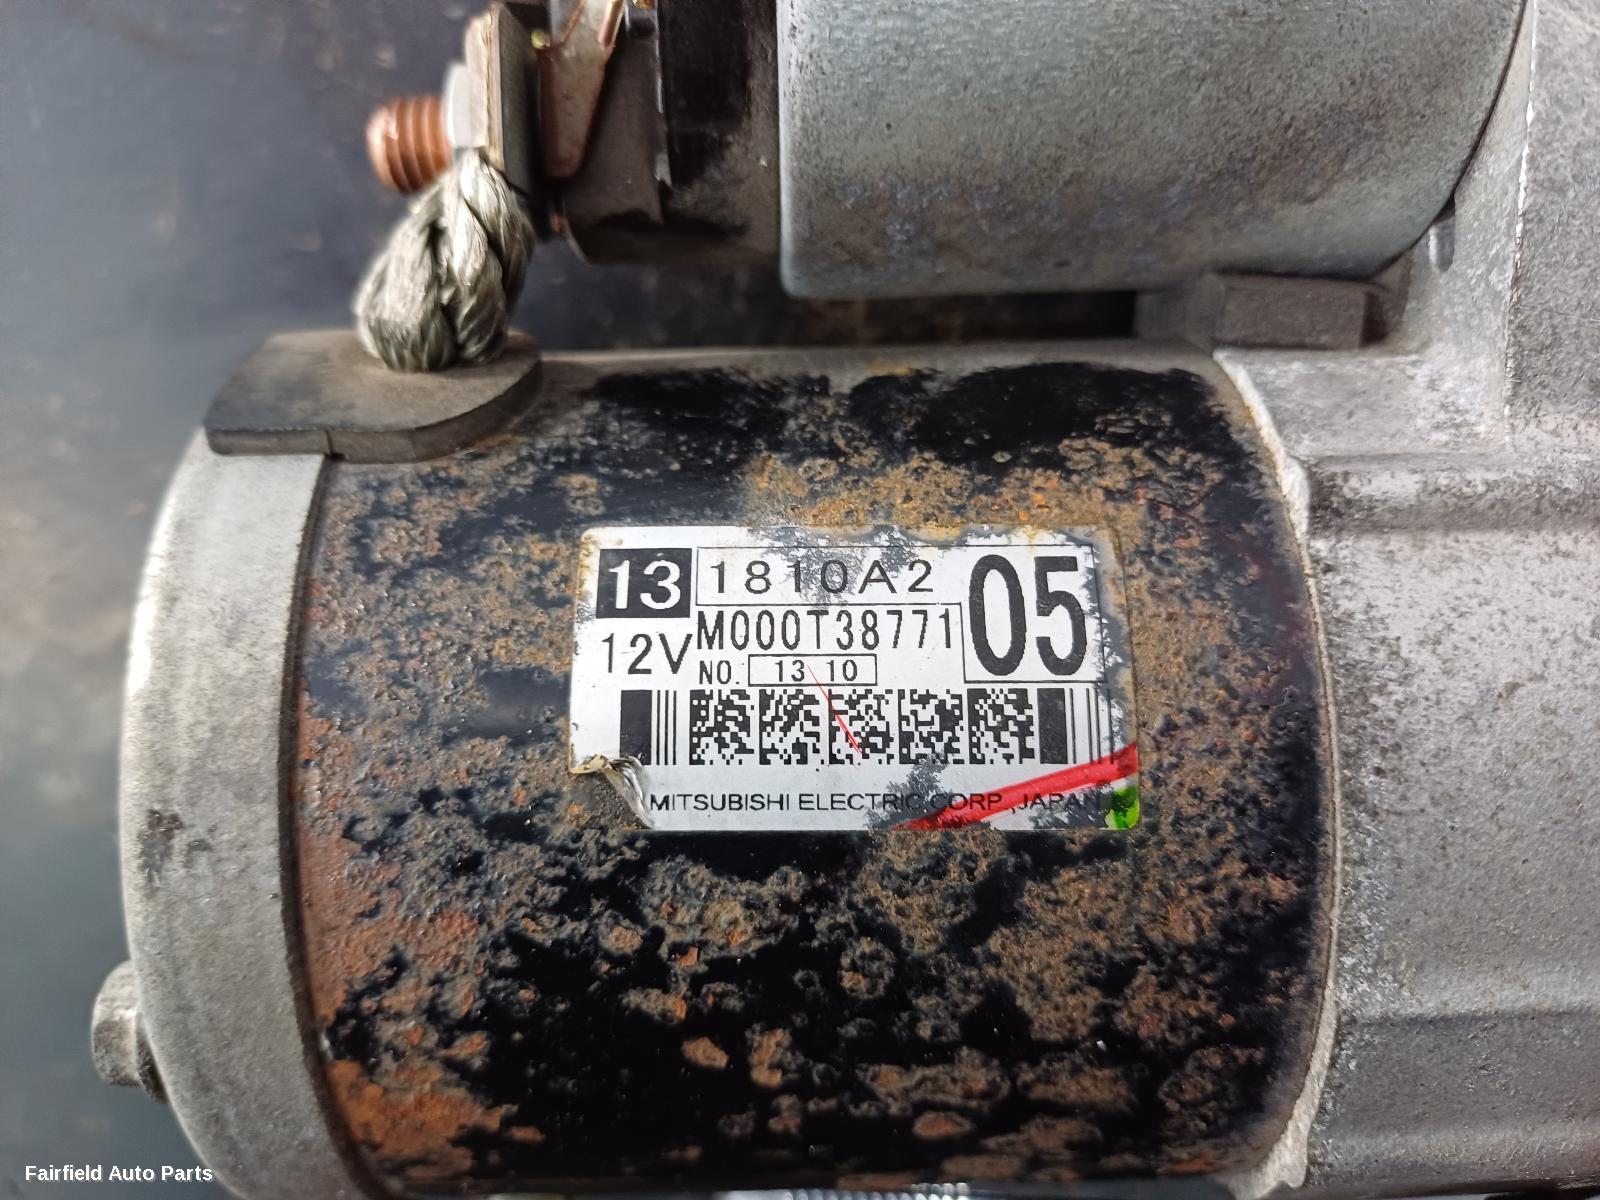 13 1810A2 05
12V M000T38771
NO. 13 10
MITSUBISHI ELECTRIC CORP. JAPAN
Fairfield Auto Parts